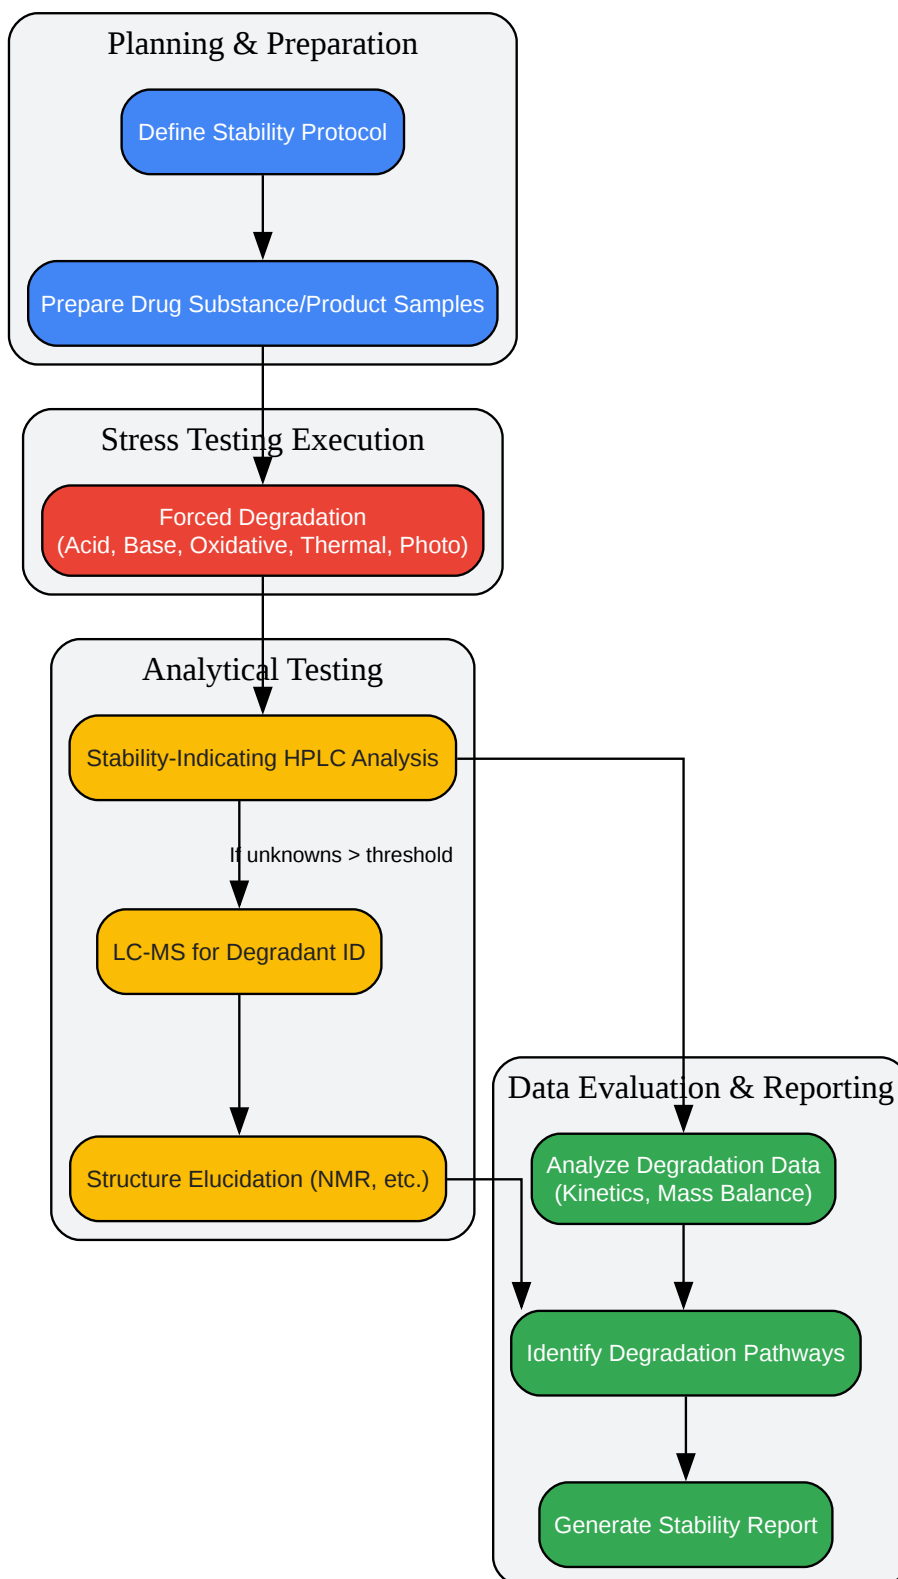 Planning & Preparation
Define Stability Protocol
Prepare Drug Substance/Product Samples
Stress Testing Execution
Forced Degradation
(Acid, Base, Oxidative, Thermal, Photo)
Analytical Testing
Stability-Indicating HPLC Analysis
If unknowns > threshold
LC-MS for Degradant ID
Structure Elucidation (NMR, etc.)
Data Evaluation & Reporting
Analyze Degradation Data
(Kinetics, Mass Balance)
Identify Degradation Pathways
Generate Stability Report